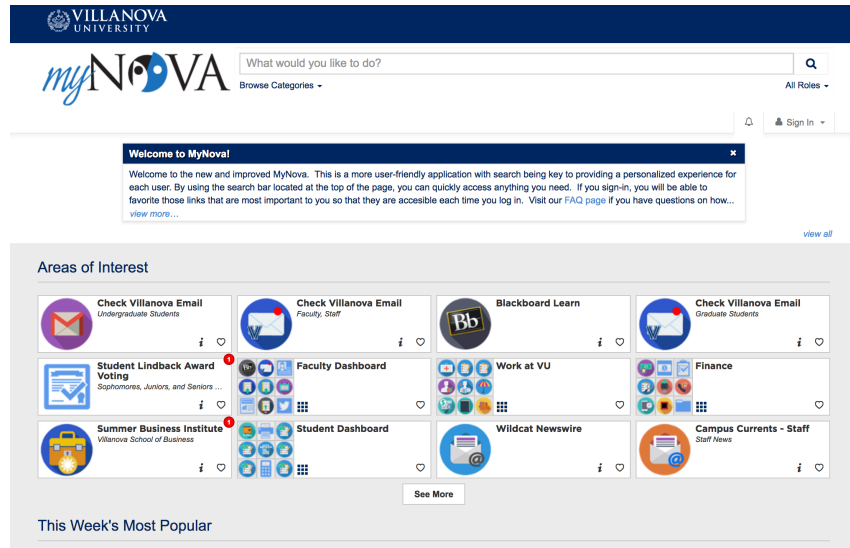 VILLANOVA
UNIVERSITY
myNOVA
What would you like to do?
Browse Categories
All Roles
Sign In
Welcome to MyNova!
Welcome to the new and improved MyNova. This is a more user-friendly application with search being key to providing a personalized experience for
each user. By using the search bar located at the top of the page, you can quickly access anything you need. If you sign-in, you will be able to
favorite those links that are most important to you so that they are accesible each time you log in. Visit our FAQ page if you have questions on how...
view more…
view all
Areas of Interest
Check Villanova Email
Undergraduate Students
i
V
Check Villanova Email
Faculty, Staff
i
Bb
Blackboard Learn
i
V
Check Villanova Email
Graduate Students
i
Student Lindback Award
Voting
Sophomores, Juniors, and Seniors ...
1
i
Faculty Dashboard
Work at VU
Finance
Summer Business Institute
Villanova School of Business
1
i
Student Dashboard
@
Wildcat Newswire
i
@
Campus Currents - Staff
Staff News
i
See More
This Week's Most Popular